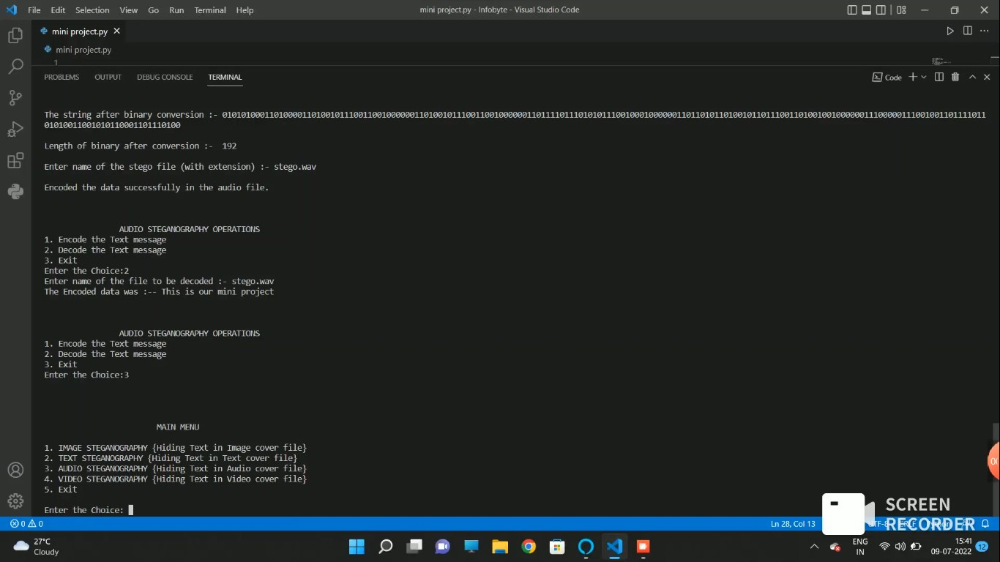 File Edit Selection View Go Run Terminal Help
mini project.py - Infobyte - Visual Studio Code
mini project.py
mini project.py
1
PROBLEMS OUTPUT DEBUG CONSOLE TERMINAL
Code
The string after binary conversion :- 0101010001101000011010010111001100100000011010010111001100100000011011110111010101110010001000000110110101101001011011100110100100100000011100000111001001101111011
01010011001010110001101110100
Length of binary after conversion :- 192
Enter name of the stego file (with extension) :- stego.wav
Encoded the data successfully in the audio file.
AUDIO STEGANOGRAPHY OPERATIONS
1. Encode the Text message
2. Decode the Text message
3. Exit
Enter the Choice:2
Enter name of the file to be decoded :- stego.wav
The Encoded data was :-- This is our mini project
AUDIO STEGANOGRAPHY OPERATIONS
1. Encode the Text message
2. Decode the Text message
3. Exit
Enter the Choice:3
MAIN MENU
1. IMAGE STEGANOGRAPHY {Hiding Text in Image cover file}
2. TEXT STEGANOGRAPHY {Hiding Text in Text cover file}
3. AUDIO STEGANOGRAPHY {Hiding Text in Audio cover file}
4. VIDEO STEGANOGRAPHY {Hiding Text in Video cover file}
5. Exit
Enter the Choice:
SCREEN
RECORDER
0 0
Ln 28, Col 13
27°C
Cloudy
ENG
IN
15:41
09-07-2022
12